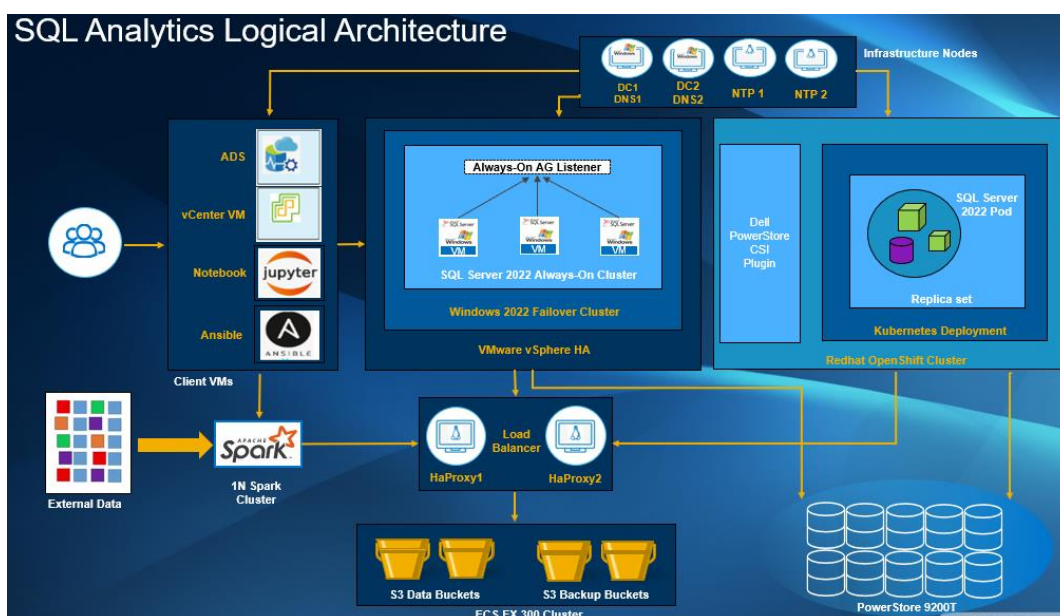 SQL Analytics Logical Architecture
Infrastructure Nodes
Windows
Windows
DC1
DNS1
DC2
DNS2
NTP 1
NTP 2
ADS
vCenter VM
Notebook
jupyter
Ansible
ANSIBLE
Client VMs
Always-On AG Listener
SQL Server
Windows
VM
SQL Server
Windows
VM
SQL Server
Windows
VM
SQL Server 2022 Always-On Cluster
Windows 2022 Failover Cluster
VMware vSphere HA
Dell
PowerStore
CSI
Plugin
SQL Server
2022 Pod
Replica set
Kubernetes Deployment
Redhat OpenShift Cluster
External Data
APACHE
Spark
1N Spark
Cluster
Load
Balancer
HaProxy1
HaProxy2
S3 Data Buckets
S3 Backup Buckets
ECS EX 300 Cluster
PowerStore 9200T